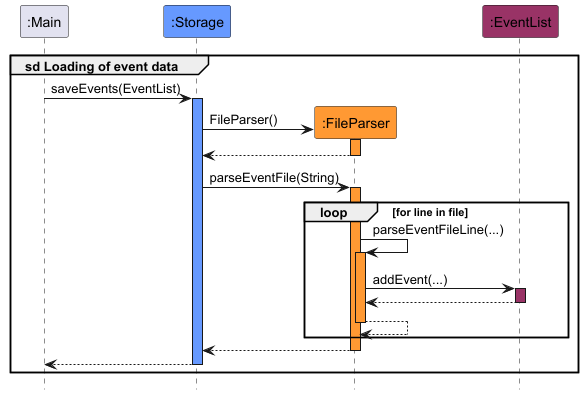 :Main
:Storage
:EventList
sd Loading of event data
saveEvents(EventList)
FileParser()
:FileParser
parseEventFile(String)
loop
[for line in file]
parseEventFileLine(...)
addEvent(...)